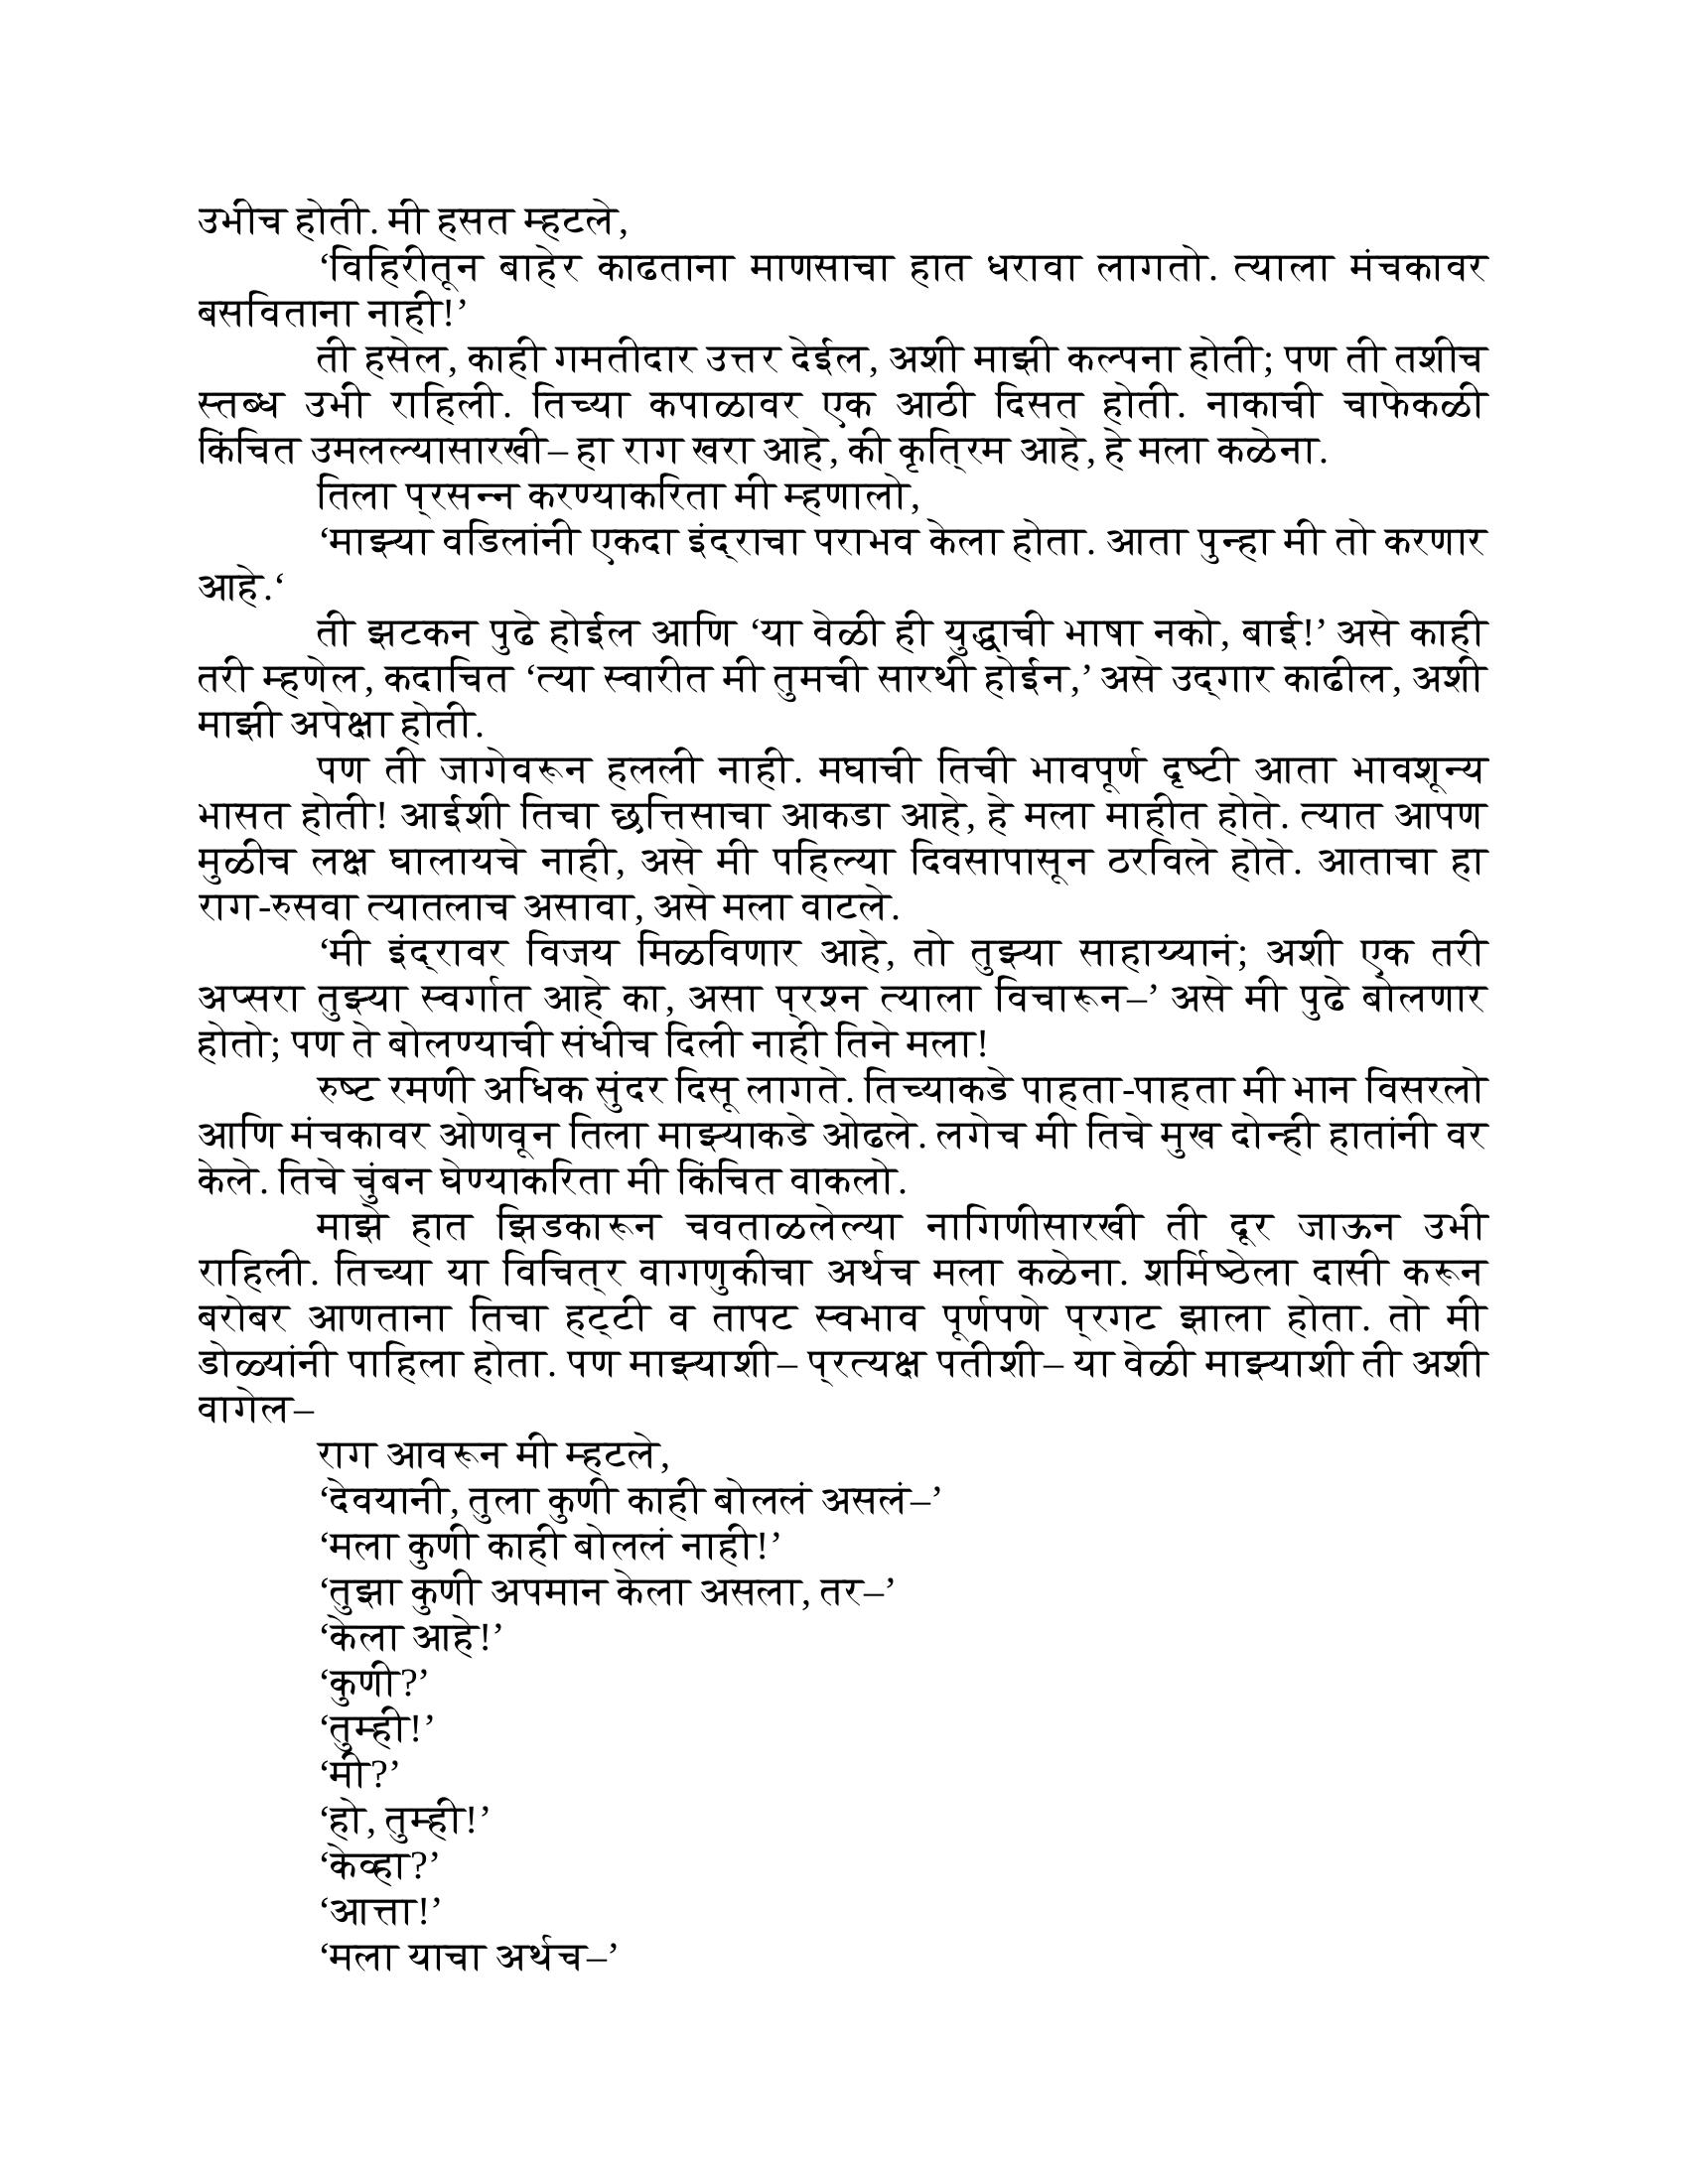 उभीच होती. मी हसत म्हटले,
‘विहिरीतून बाहेर काढताना माणसाचा हात धरावा लागतो. त्याला मंचकावर
बसविताना नाही!’
ती हसेल, काही गमतीदार उत्तर देईल, अशी माझी कल्पना होती; पण ती तशीच
स्तब्ध उभी राहिली. तिच्या कपाळावर एक आठी दिसत होती. नाकाची चाफेकळी
किंचित उमलल्यासारखी– हा राग खरा आहे, की कृत्रिम आहे, हे मला कळेना.
तिला प्रसन्न करण्याकरिता मी म्हणालो,
‘माझ्या वडिलांनी एकदा इंद्राचा पराभव केला होता. आता पुन्हा मी तो करणार
आहे.‘
ती झटकन पुढे होईल आणि ‘या वेळी ही युद्धाची भाषा नको, बाई!’ असे काही
तरी म्हणेल, कदाचित ‘त्या स्वारीत मी तुमची सारथी होईन,’ असे उद्‌गार काढील, अशी
माझी अपेक्षा होती.
पण ती जागेवरून हलली नाही. मघाची तिची भावपूर्ण दृष्टी आता भावशून्य
भासत होती! आईशी तिचा छत्तिसाचा आकडा आहे, हे मला माहीत होते. त्यात आपण
मुळीच लक्ष घालायचे नाही, असे मी पहिल्या दिवसापासून ठरविले होते. आताचा हा
राग-रुसवा त्यातलाच असावा, असे मला वाटले.
‘मी इंद्रावर विजय मिळविणार आहे, तो तुझ्या साहाय्यानं; अशी एक तरी
अप्सरा तुझ्या स्वर्गात आहे का, असा प्रश्न त्याला विचारून–’ असे मी पुढे बोलणार
होतो; पण ते बोलण्याची संधीच दिली नाही तिने मला!
रुष्ट रमणी अधिक सुंदर दिसू लागते. तिच्याकडे पाहता-पाहता मी भान विसरलो
आणि मंचकावर ओणवून तिला माझ्याकडे ओढले. लगेच मी तिचे मुख दोन्ही हातांनी वर
केले. तिचे चुंबन घेण्याकरिता मी किंचित वाकलो.
माझे हात झिडकारून चवताळलेल्या नागिणीसारखी ती दूर जाऊन उभी
राहिली. तिच्या या विचित्र वागणुकीचा अर्थच मला कळेना. शर्मिष्ठेला दासी करून
बरोबर आणताना तिचा हट्टी व तापट स्वभाव पूर्णपणे प्रगट झाला होता. तो मी
डोळ्यांनी पाहिला होता. पण माझ्याशी– प्रत्यक्ष पतीशी– या वेळी माझ्याशी ती अशी
वागेल–
राग आवरून मी म्हटले,
‘देवयानी, तुला कुणी काही बोललं असलं–’
‘मला कुणी काही बोललं नाही!’
‘तुझा कुणी अपमान केला असला, तर–’
‘केला आहे!’
‘कुणी?’
‘तुम्ही!’
‘मी?’
‘हो, तुम्ही!’
‘केव्हा?’
‘आत्ता!’
‘मला याचा अर्थच–’